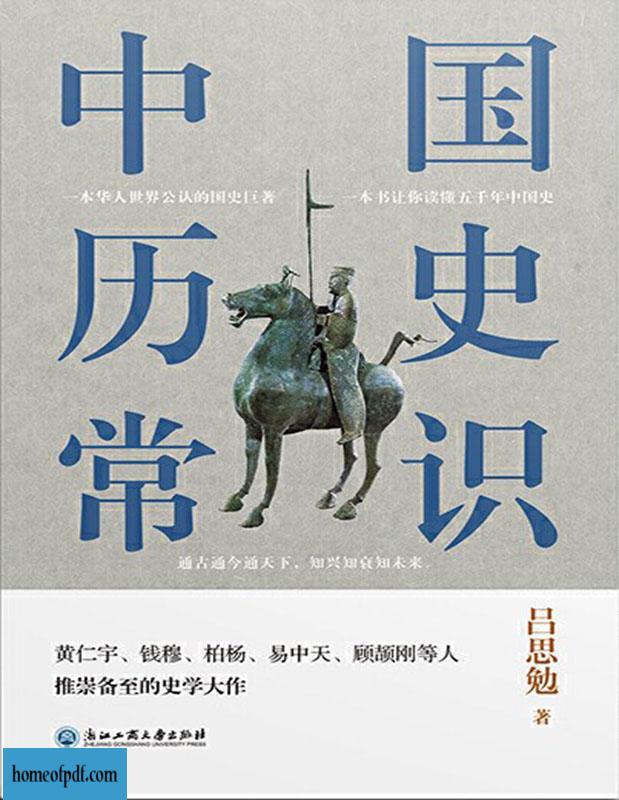 中国
一本华人世界公认的国史巨著 一本书让你读懂五千年中国史
历史
常识
通古通今通天下，知兴知衰知未来。
吕思勉 著
黄仁宇、钱穆、柏杨、易中天、顾颉刚等人
推崇备至的史学大作
浙江工商大学出版社
ZHEJIANG GONGSHANG UNIVERSITY PRESS
homeofpdf.com